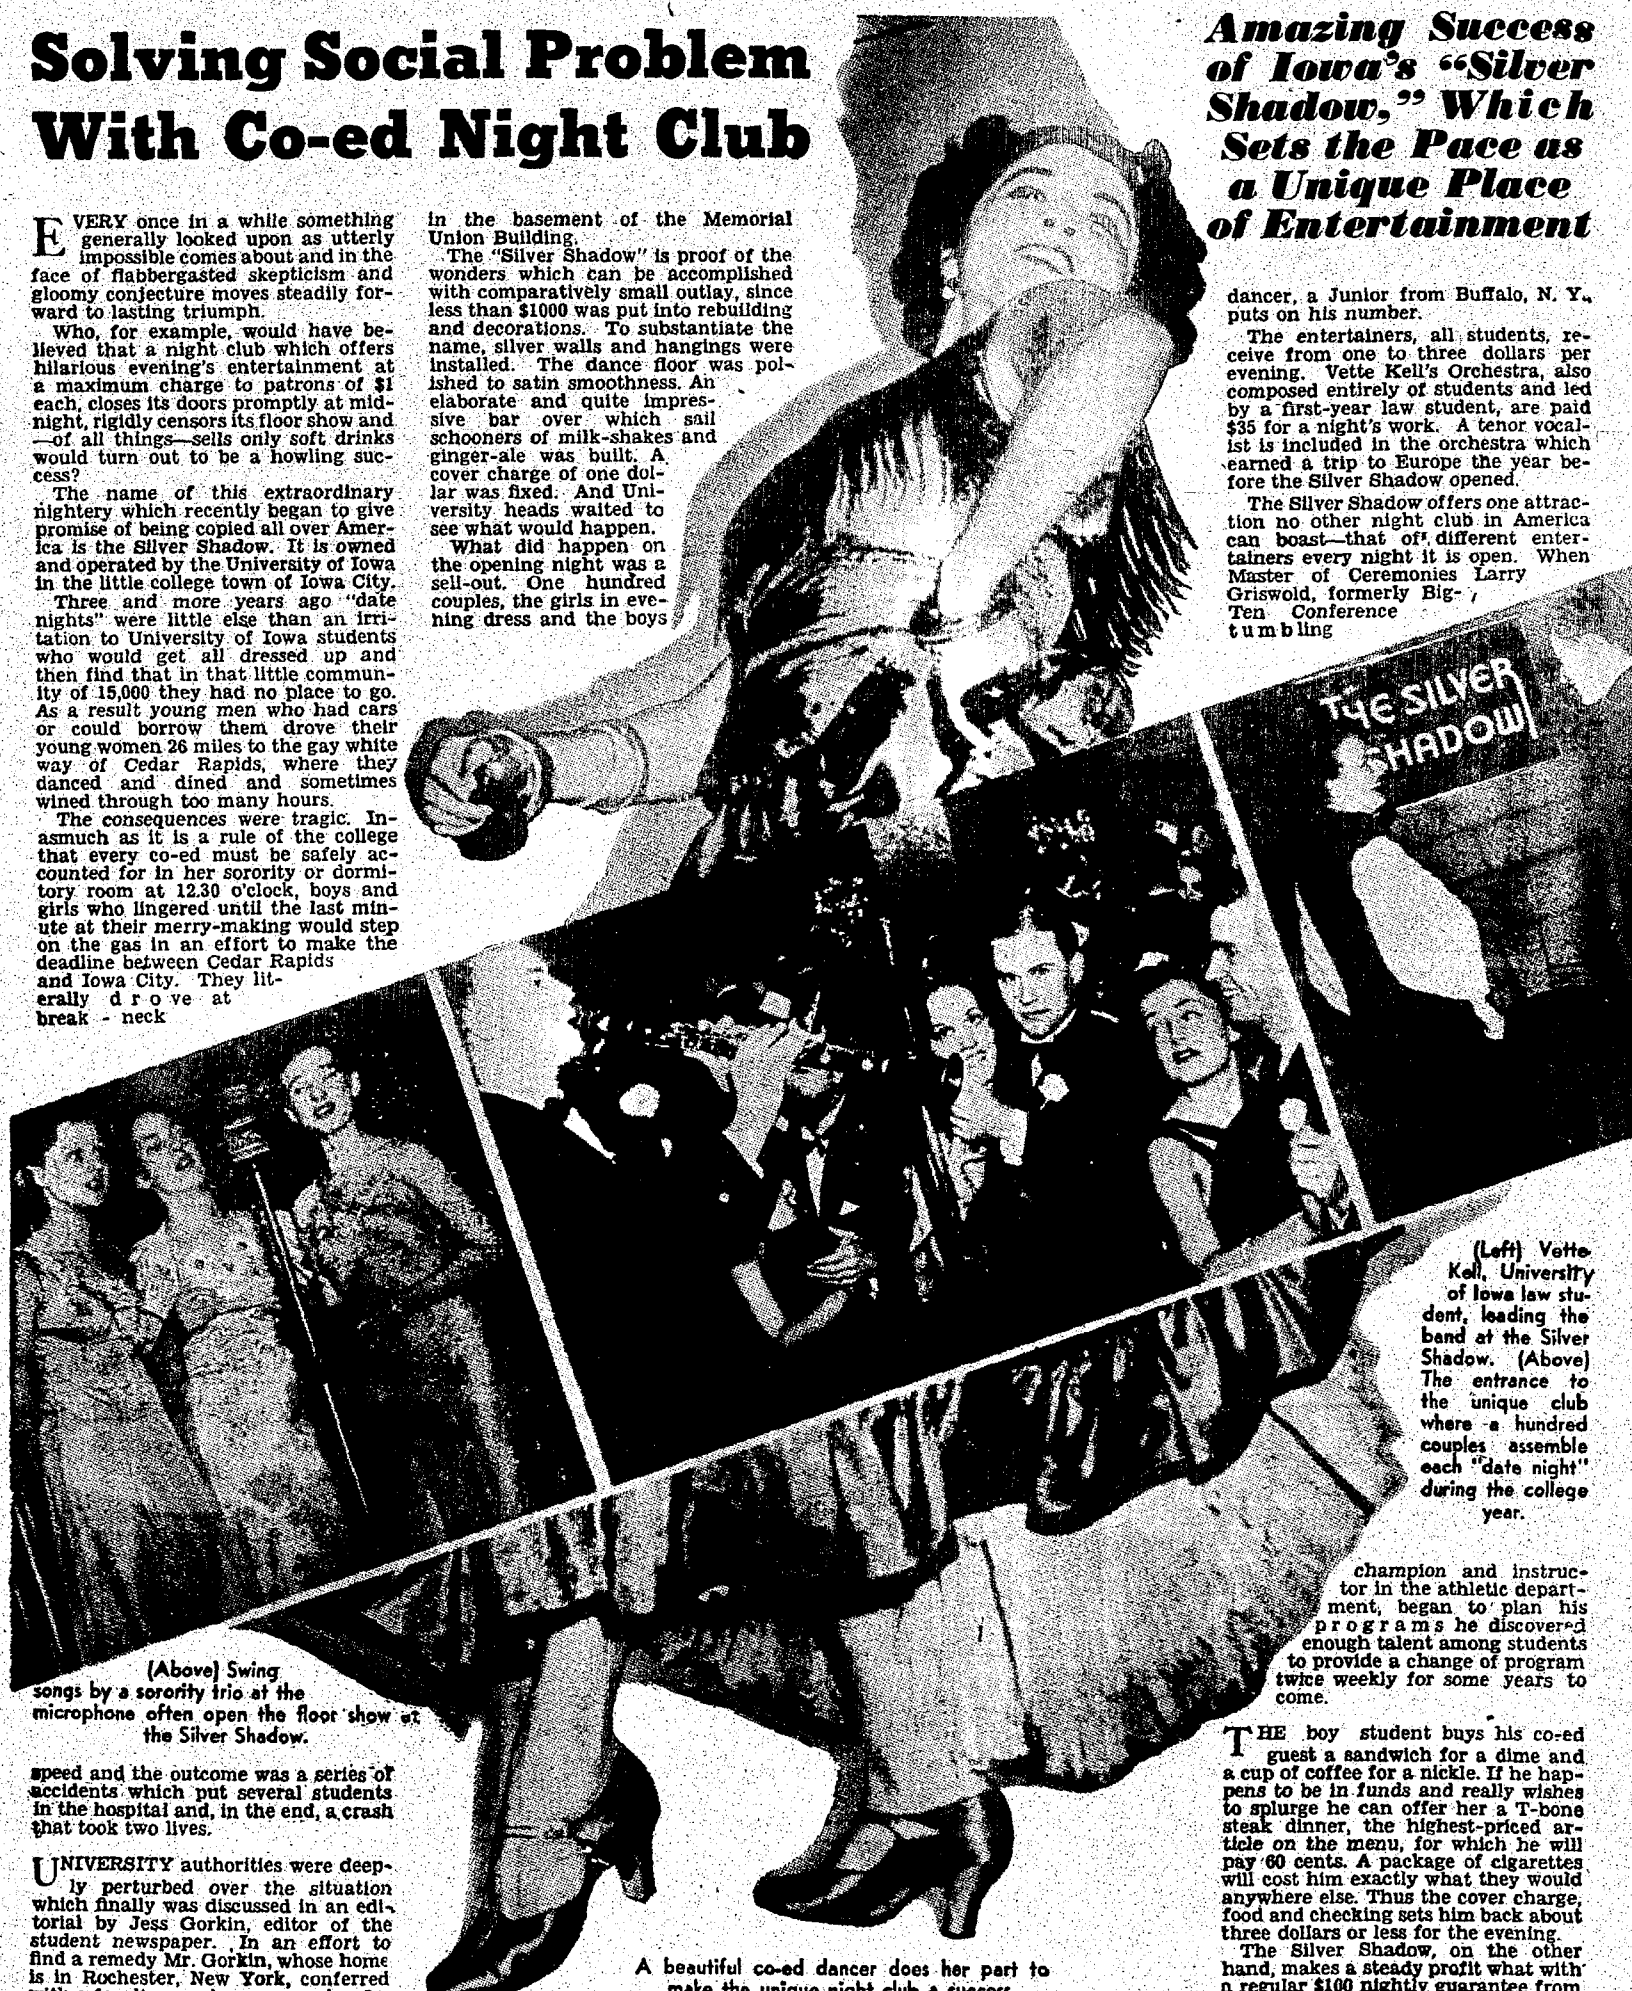 Solving Social Problem
With Co-ed Night Club
Amazing Success
of Iowa's “Silver
Shadow,” Which
Sets the Pace as
a Unique Place
of Entertainment
EVERY once in a while something
generally looked upon as utterly
impossible comes about and in the
face of flabbergasted skepticism and
gloomy conjecture moves steadily for-
ward to lasting triumph.
Who, for example, would have be-
lieved that a night club which offers
hilarious evening's entertainment at
a maximum charge to patrons of $1
each, closes its doors promptly at mid-
night, rigidly censors its floor show and
—of all things—sells only soft drinks
would turn out to be a howling suc-
cess?
The name of this extraordinary
nightery which recently began to give
promise of being copied all over Amer-
ica is the Silver Shadow. It is owned
and operated by the University of Iowa
in the little college town of Iowa City.
Three and more years ago “date
nights” were little else than an irri-
tation to University of Iowa students
who would get all dressed up and
then find that in that little commun-
ity of 15,000 they had no place to go.
As a result young men who had cars
or could borrow them drove their
young women 26 miles to the gay white
way of Cedar Rapids, where they
danced and dined and sometimes
wined through too many hours.
The consequences were tragic. In-
asmuch as it is a rule of the college
that every co-ed must be safely ac-
counted for in her sorority or dormi-
tory room at 12.30 o'clock, boys and
girls who lingered until the last min-
ute at their merry-making would step
on the gas in an effort to make the
deadline between Cedar Rapids
and Iowa City. They lit-
erally drove at
break - neck
(Above) Swing
songs by a sorority trio at the
microphone often open the floor show at
the Silver Shadow.
speed and the outcome was a series of
accidents which put several students
in the hospital and, in the end, a crash
that took two lives.
UNIVERSITY authorities were deep-
ly perturbed over the situation
which finally was discussed in an edi-
torial by Jess Gorkin, editor of the
student newspaper. In an effort to
find a remedy Mr. Gorkin, whose home
is in Rochester, New York, conferred
in the basement of the Memorial
Union Building.
The “Silver Shadow” is proof of the
wonders which can be accomplished
with comparatively small outlay, since
less than $1000 was put into rebuilding
and decorations. To substantiate the
name, silver walls and hangings were
installed. The dance floor was pol-
ished to satin smoothness. An
elaborate and quite impres-
sive bar over which sail
schooners of milk-shakes and
ginger-ale was built. A
cover charge of one dol-
lar was fixed. And Uni-
versity heads waited to
see what would happen.
What did happen on
the opening night was a
sell-out. One hundred
couples, the girls in eve-
ning dress and the boys
A beautiful co-ed dancer does her part to
make the unique night club a success.
dancer, a Junior from Buffalo, N. Y.,
puts on his number.
The entertainers, all students, re-
ceive from one to three dollars per
evening. Vette Kell's Orchestra, also
composed entirely of students and led
by a first-year law student, are paid
$35 for a night's work. A tenor vocal-
ist is included in the orchestra which
earned a trip to Europe the year be-
fore the Silver Shadow opened.
The Silver Shadow offers one attrac-
tion no other night club in America
can boast—that of different enter-
tainers every night it is open. When
Master of Ceremonies Larry
Griswold, formerly Big-
Ten Conference
tumbling
THE SILVER
SHADOW
(Left) Vette
Kell, University
of Iowa law stu-
dent, leading the
band at the Silver
Shadow. (Above)
The entrance to
the unique club
where a hundred
couples assemble
each "date night"
during the college
year.
champion and instruc-
tor in the athletic depart-
ment, began to plan his
programs he discovered
enough talent among students
to provide a change of program
twice weekly for some years to
come.
THE boy student buys his co-ed
guest a sandwich for a dime and
a cup of coffee for a nickle. If he hap-
pens to be in funds and really wishes
to splurge he can offer her a T-bone
steak dinner, the highest-priced ar-
ticle on the menu, for which he will
pay 60 cents. A package of cigarettes
will cost him exactly what they would
anywhere else. Thus the cover charge,
food and checking sets him back about
three dollars or less for the evening.
The Silver Shadow, on the other
hand, makes a steady profit what with
a regular $100 nightly guarantee from